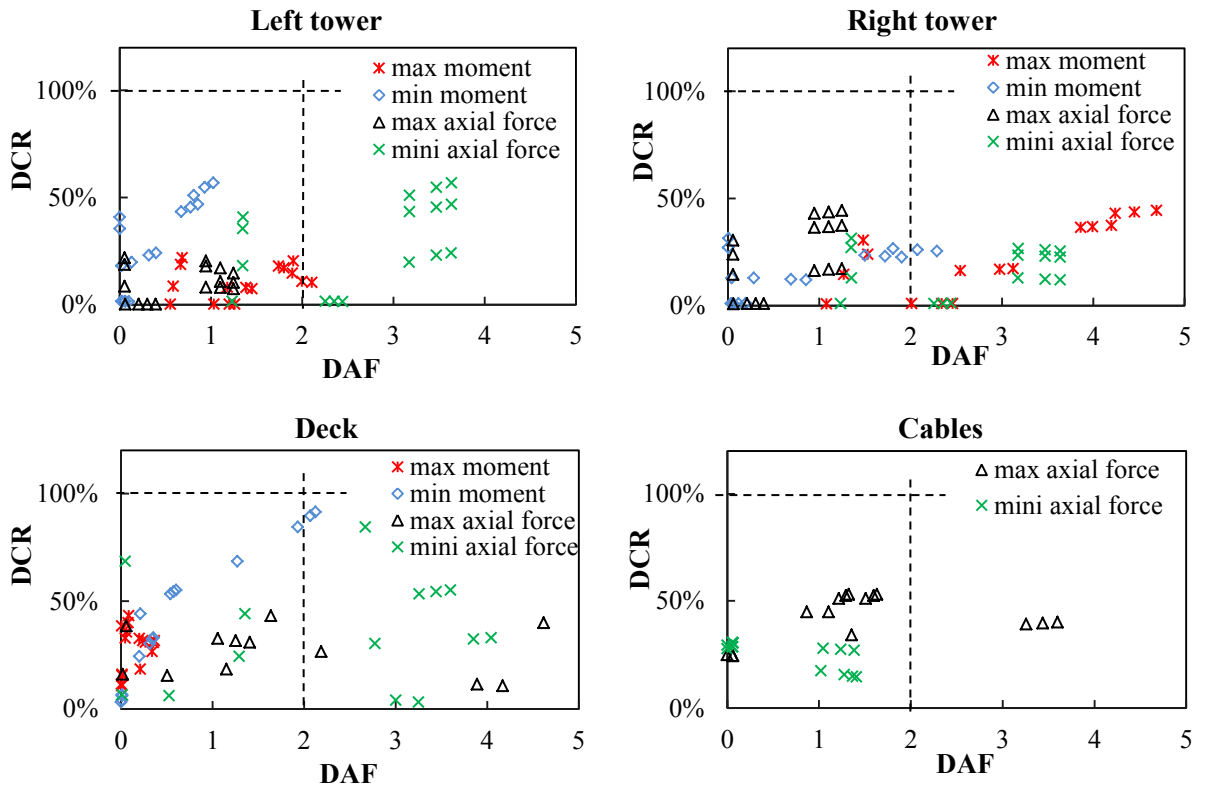 Left tower
100%
50%
0%
DCR
0 1 2 3 4 5
DAF
max moment
min moment
max axial force
mini axial force
Right tower
100%
50%
0%
DCR
0 1 2 3 4 5
DAF
max moment
min moment
max axial force
mini axial force
Deck
100%
50%
0%
DCR
0 1 2 3 4 5
DAF
max moment
min moment
max axial force
mini axial force
Cables
100%
50%
0%
DCR
0 1 2 3 4 5
DAF
max axial force
mini axial force